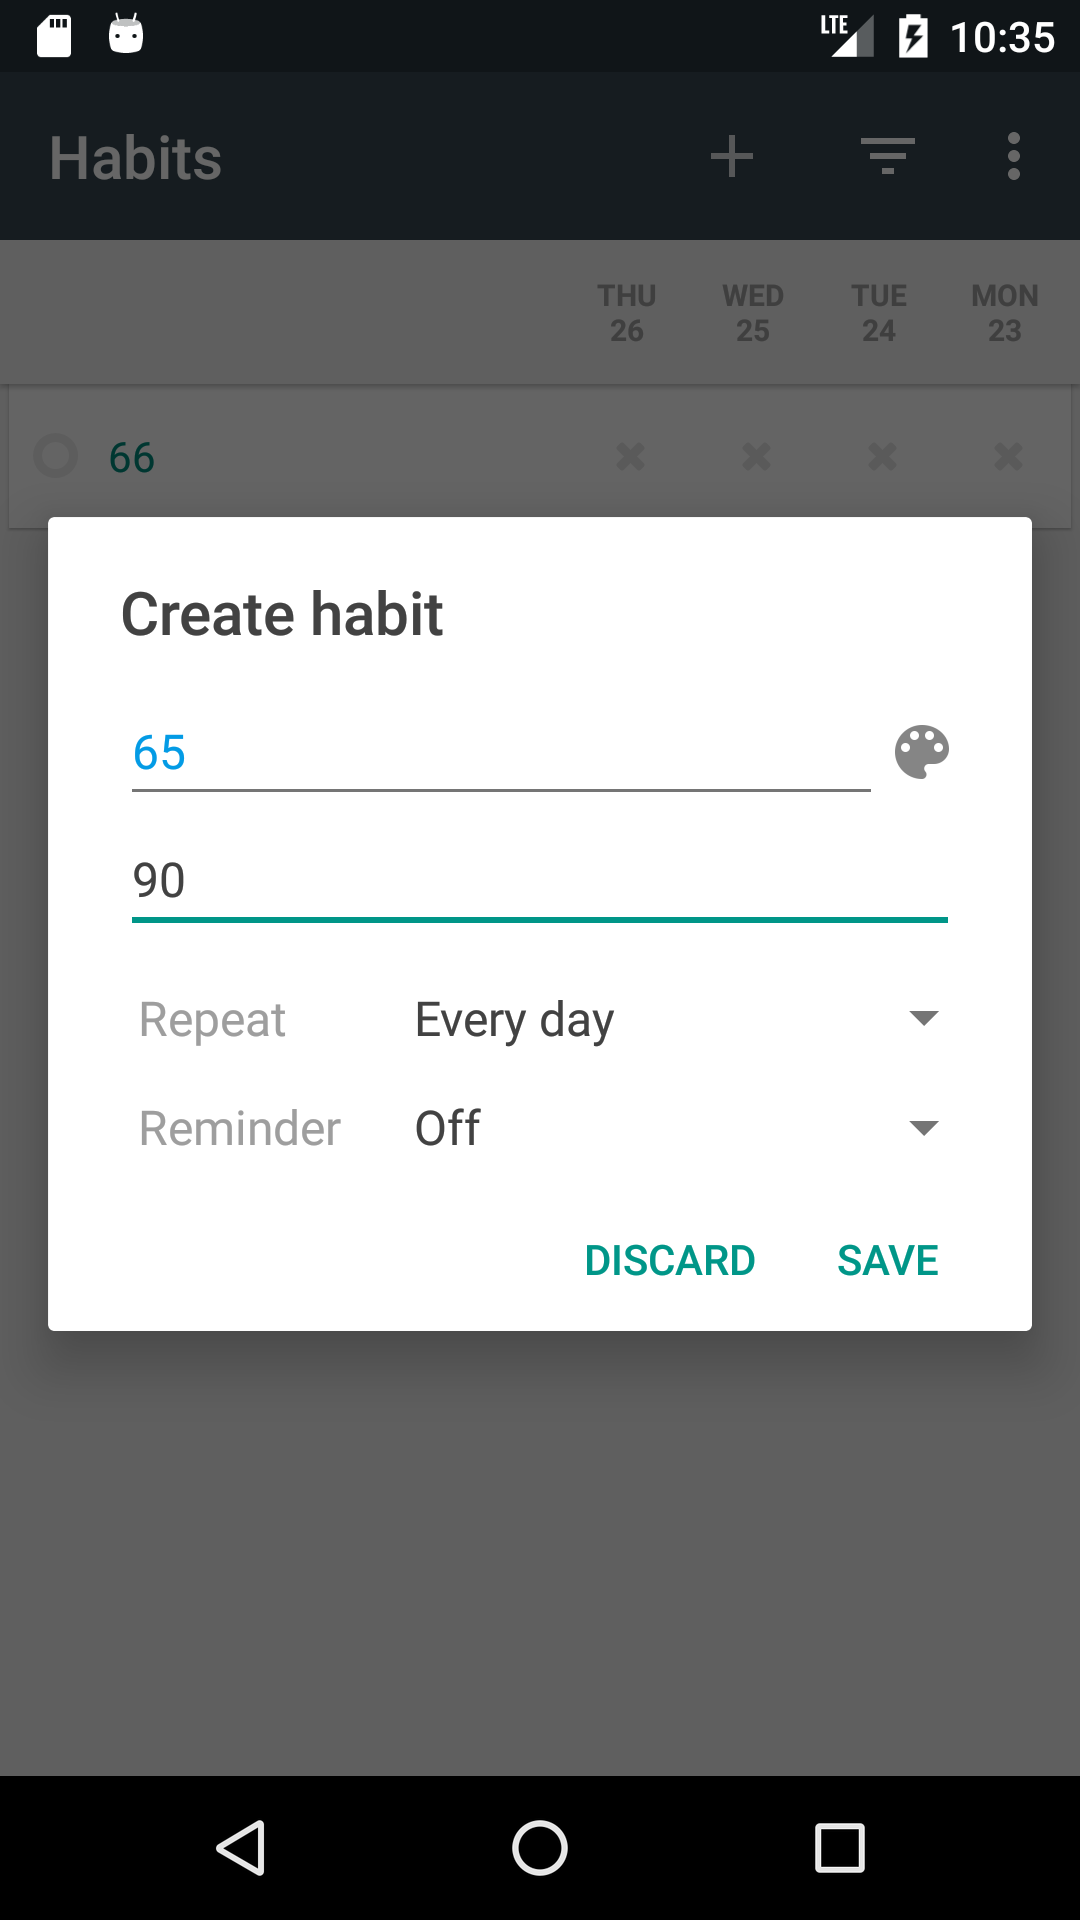 LTE 10:35
Habits
THU WED TUE MON
26 25 24 23
66
Create habit
65
90
Repeat Every day
Reminder Off
DISCARD SAVE